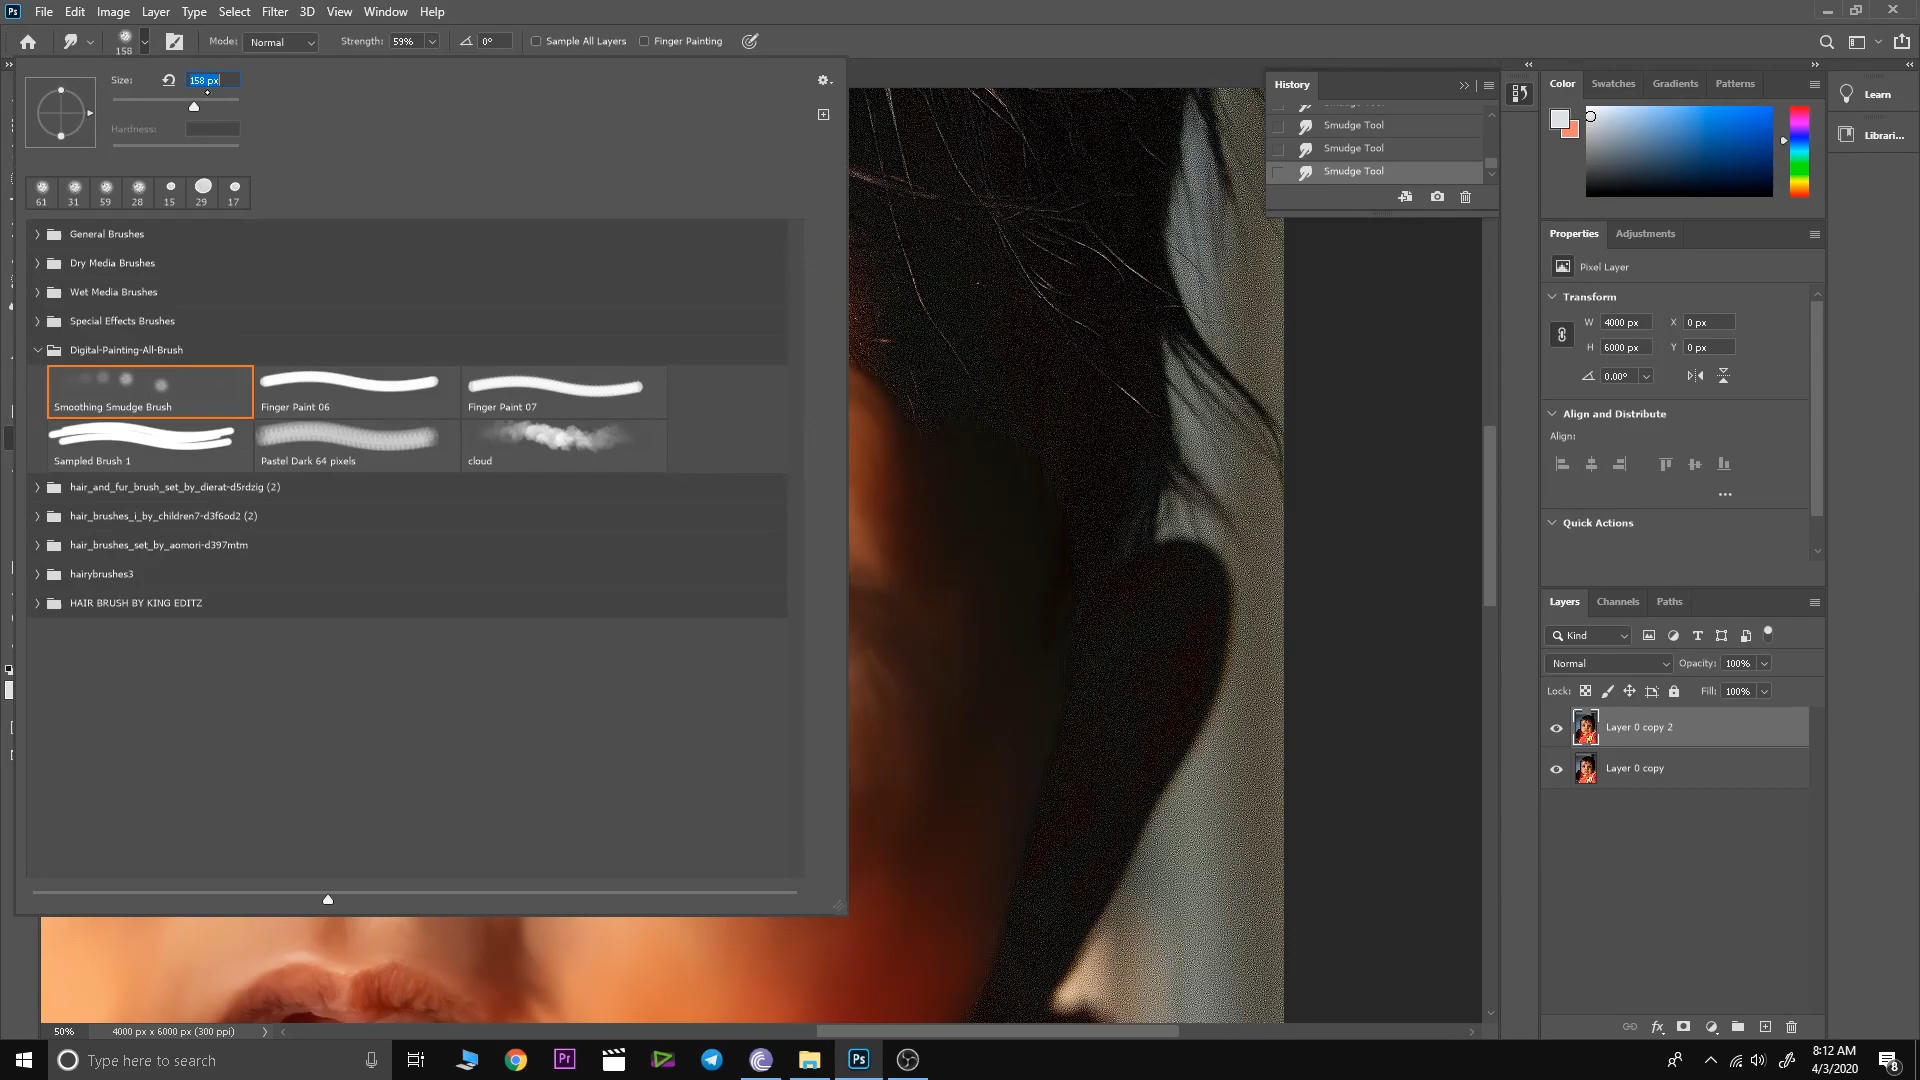 Ps File Edit Image Layer Type Select Filter 3D View Window Help
158 Mode: Normal Strength: 59% 0° Sample All Layers Finger Painting
Size: 158 px
Hardness:
61 31 59 28 15 29 17
General Brushes
Dry Media Brushes
Wet Media Brushes
Special Effects Brushes
Digital-Painting-All-Brush
Smoothing Smudge Brush Finger Paint 06 Finger Paint 07
Sampled Brush 1 Pastel Dark 64 pixels cloud
hair_and_fur_brush_set_by_dierat-d5rdzig (2)
hair_brushes_i_by_children7-d3f6od2 (2)
hair_brushes_set_by_aomori-d397mtm
hairybrushes3
HAIR BRUSH BY KING EDITZ
50% 4000 px x 6000 px (300 ppi)
History
Smudge Tool
Smudge Tool
Smudge Tool
Smudge Tool
Color Swatches Gradients Patterns
Learn
Librari...
Properties Adjustments
Pixel Layer
Transform
W 4000 px X 0 px
H 6000 px Y 0 px
0.00°
Align and Distribute
Align:
Quick Actions
Layers Channels Paths
Kind
Normal Opacity: 100%
Lock: Fill: 100%
Layer 0 copy 2
Layer 0 copy
Type here to search
Pr Ps
8:12 AM
4/3/2020
8